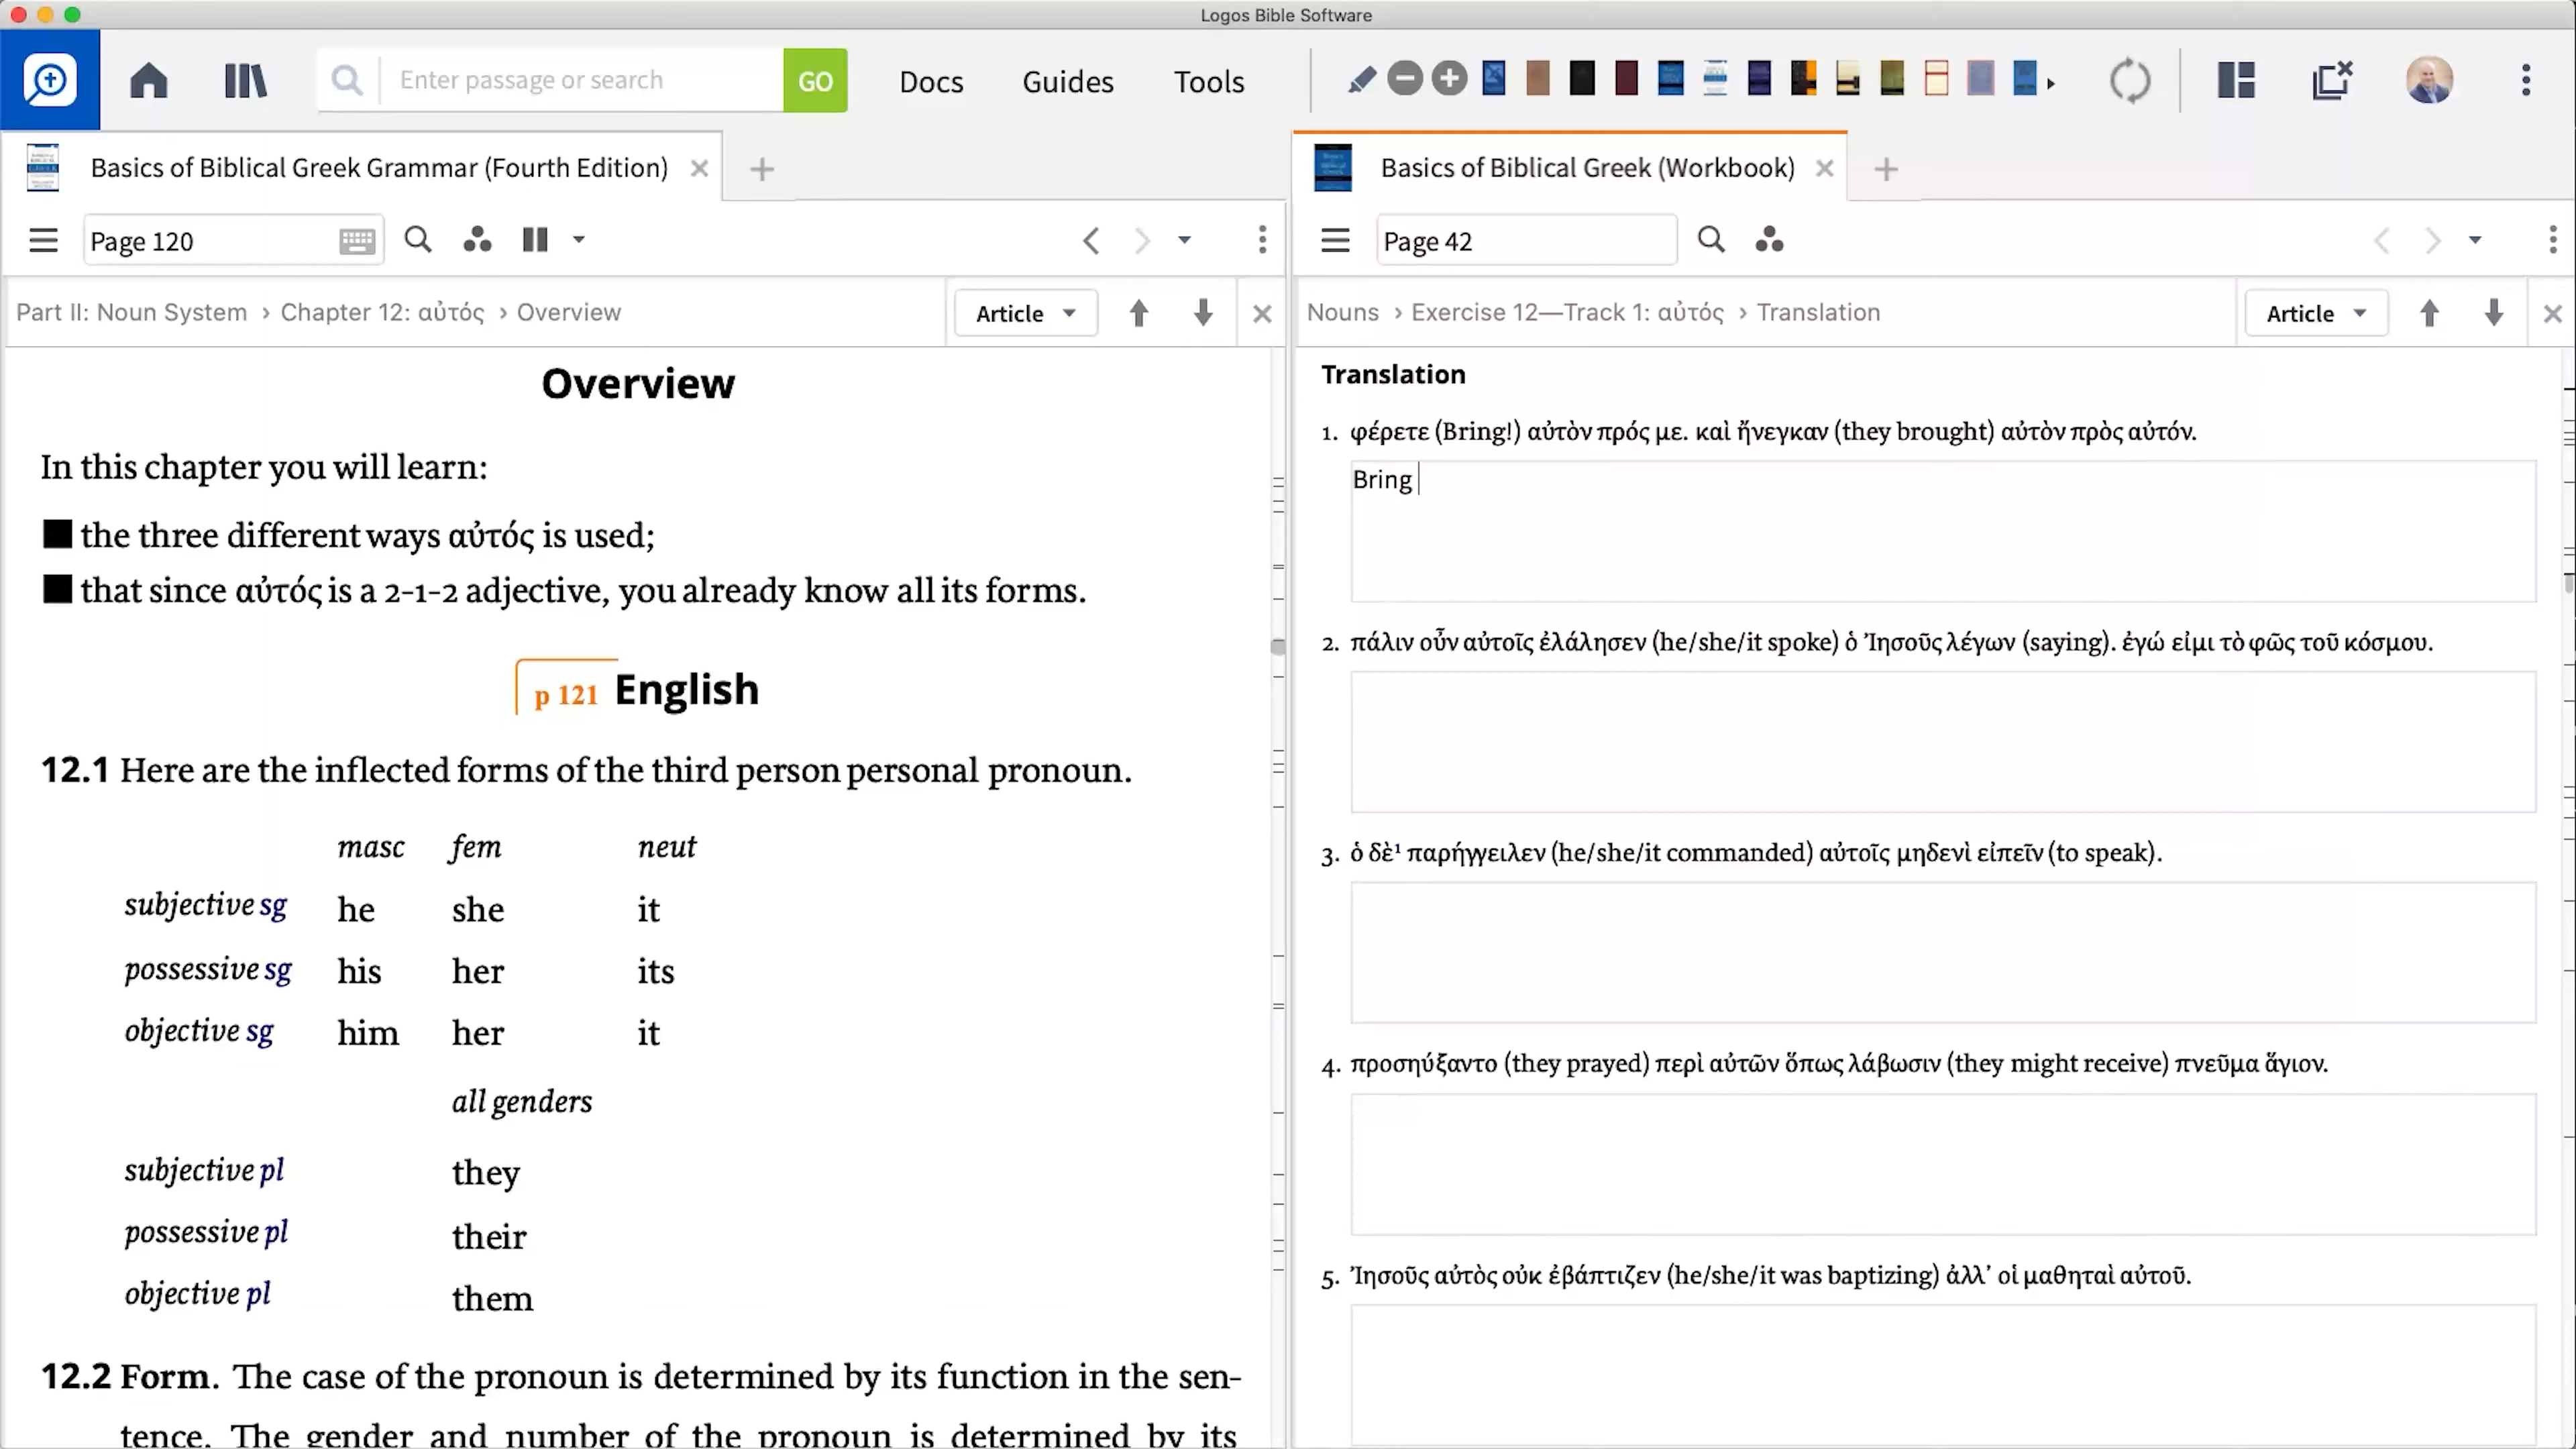 Logos Bible Software
Enter passage or search
GO
Docs
Guides
Tools
Basics of Biblical Greek Grammar (Fourth Edition)
Page 120
Part II: Noun System › Chapter 12: αὐτός › Overview
Article
Overview
In this chapter you will learn:
■ the three different ways αὐτός is used;
■ that since αὐτός is a 2-1-2 adjective, you already know all its forms.
p 121 English
12.1 Here are the inflected forms of the third person personal pronoun.
masc fem neut
subjective sg he she it
possessive sg his her its
objective sg him her it
all genders
subjective pl they
possessive pl their
objective pl them
12.2 Form. The case of the pronoun is determined by its function in the sen-
tence. The gender and number of the pronoun is determined by its
Basics of Biblical Greek (Workbook)
Page 42
Nouns › Exercise 12—Track 1: αὐτός › Translation
Article
Translation
1. φέρετε (Bring!) αὐτὸν πρός με. καὶ ἤνεγκαν (they brought) αὐτὸν πρὸς αὐτόν.
Bring
2. πάλιν οὖν αὐτοῖς ἐλάλησεν (he/she/it spoke) ὁ Ἰησοῦς λέγων (saying). ἐγώ εἰμι τὸ φῶς τοῦ κόσμου.
3. ὁ δὲ¹ παρήγγειλεν (he/she/it commanded) αὐτοῖς μηδενὶ εἰπεῖν (to speak).
4. προσηύξαντο (they prayed) περὶ αὐτῶν ὅπως λάβωσιν (they might receive) πνεῦμα ἅγιον.
5. Ἰησοῦς αὐτὸς οὐκ ἐβάπτιζεν (he/she/it was baptizing) ἀλλ’ οἱ μαθηταὶ αὐτοῦ.